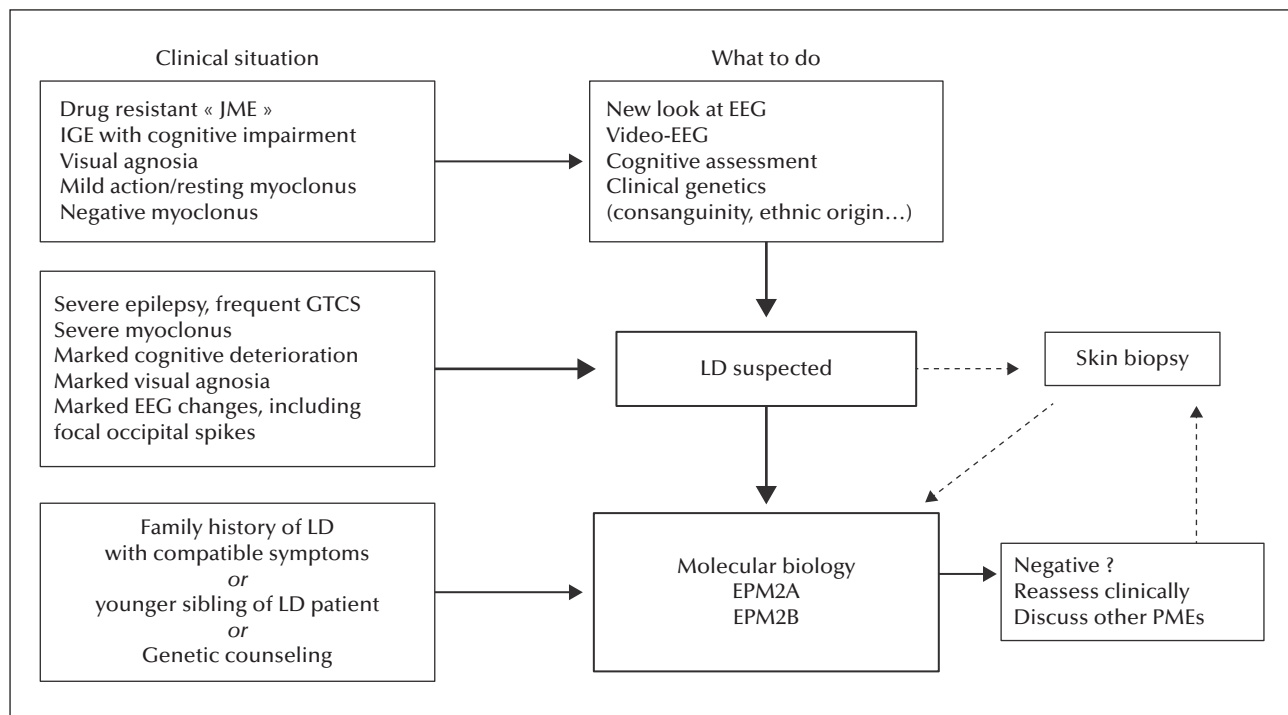 Clinical situation
What to do
Drug resistant « JME »
IGE with cognitive impairment
Visual agnosia
Mild action/resting myoclonus
Negative myoclonus
New look at EEG
Video-EEG
Cognitive assessment
Clinical genetics
(consanguinity, ethnic origin…)
Severe epilepsy, frequent GTCS
Severe myoclonus
Marked cognitive deterioration
Marked visual agnosia
Marked EEG changes, including
focal occipital spikes
LD suspected
Skin biopsy
Family history of LD
with compatible symptoms
or
younger sibling of LD patient
or
Genetic counseling
Molecular biology
EPM2A
EPM2B
Negative ?
Reassess clinically
Discuss other PMEs